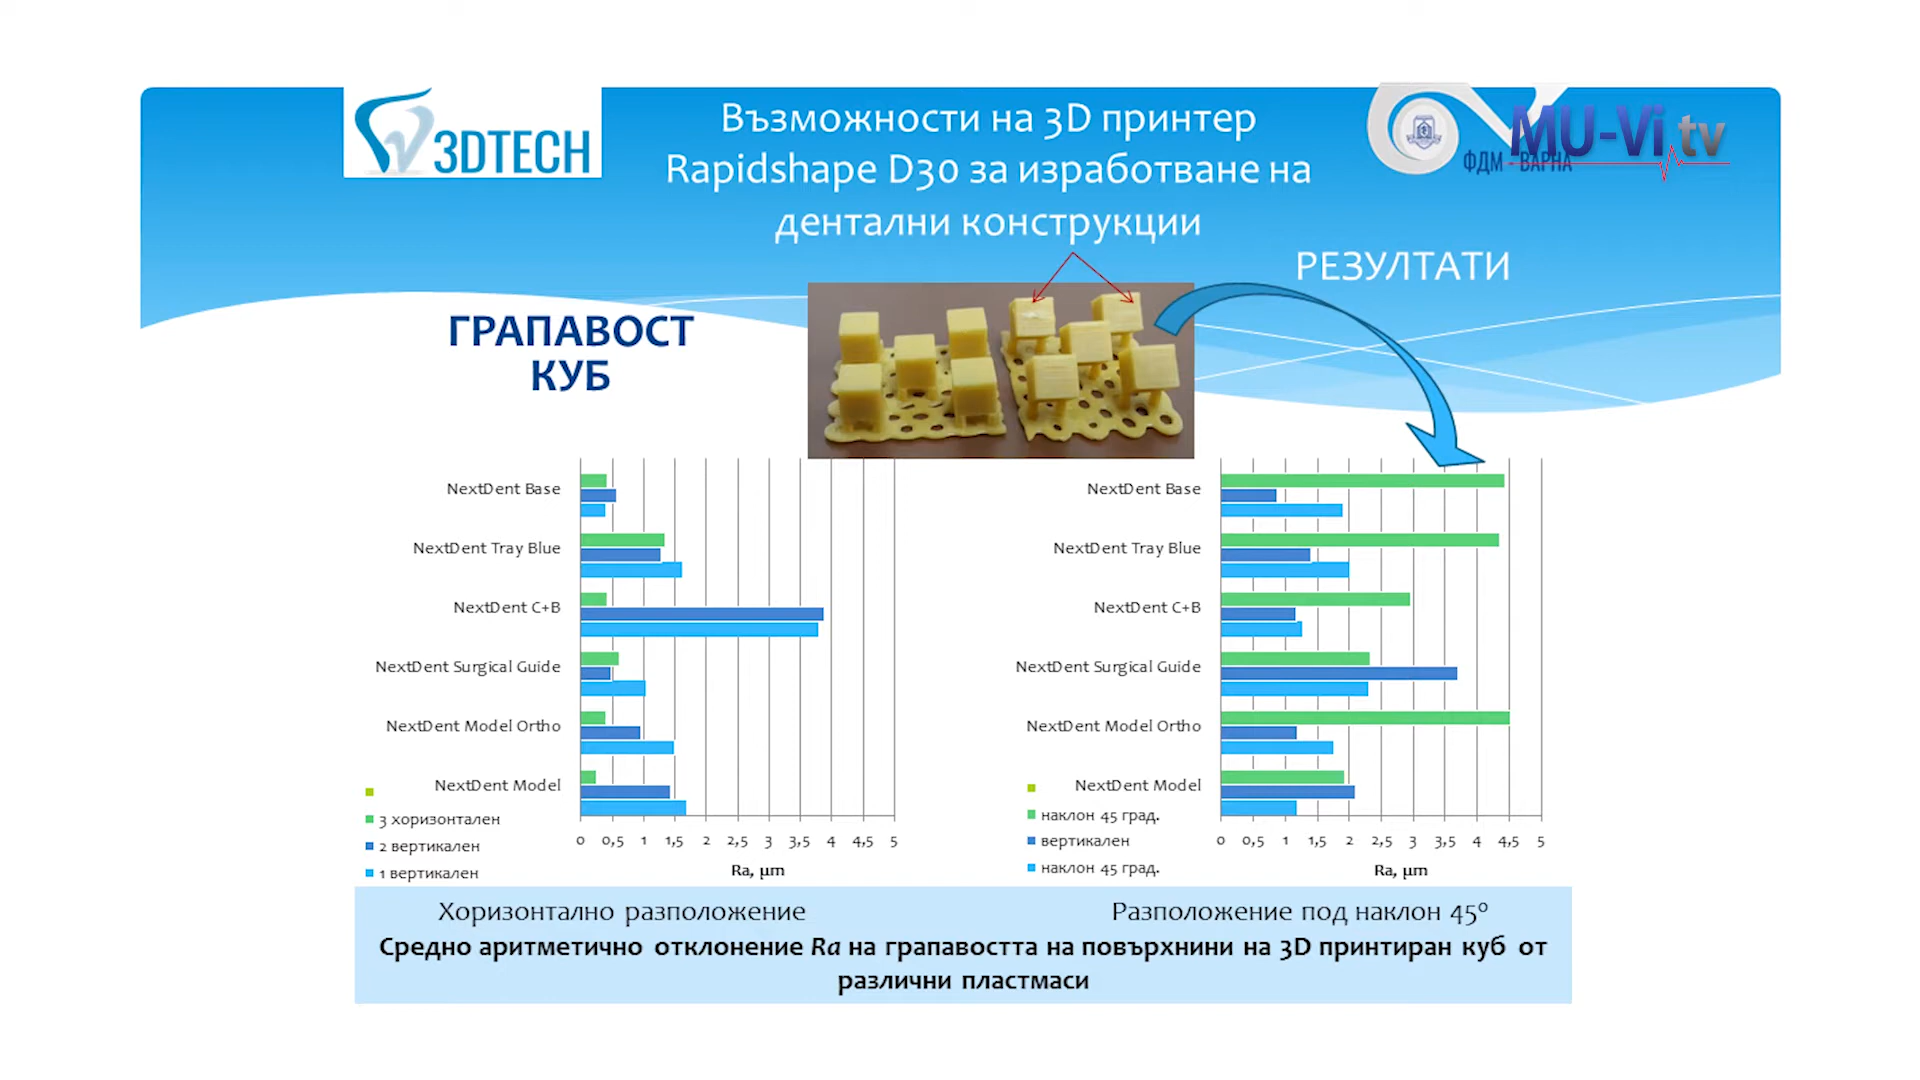 3DTECH
Възможности на 3D принтер
Rapidshape D30 за изработване на
дентални конструкции
MU-Vi.tv
ФДМ - ВАРНА
РЕЗУЛТАТИ
ГРАПАВОСТ
КУБ
NextDent Base
NextDent Tray Blue
NextDent C+B
NextDent Surgical Guide
NextDent Model Ortho
NextDent Model
3 хоризонтален
2 вертикален
1 вертикален
0 0,5 1 1,5 2 2,5 3 3,5 4 4,5 5
Ra, µm
NextDent Base
NextDent Tray Blue
NextDent C+B
NextDent Surgical Guide
NextDent Model Ortho
NextDent Model
наклон 45 град.
вертикален
наклон 45 град.
0 0,5 1 1,5 2 2,5 3 3,5 4 4,5 5
Ra, µm
Хоризонтално разположение
Разположение под наклон 45º
Средно аритметично отклонение Ra на грапавостта на повърхнини на 3D принтиран куб от
различни пластмаси